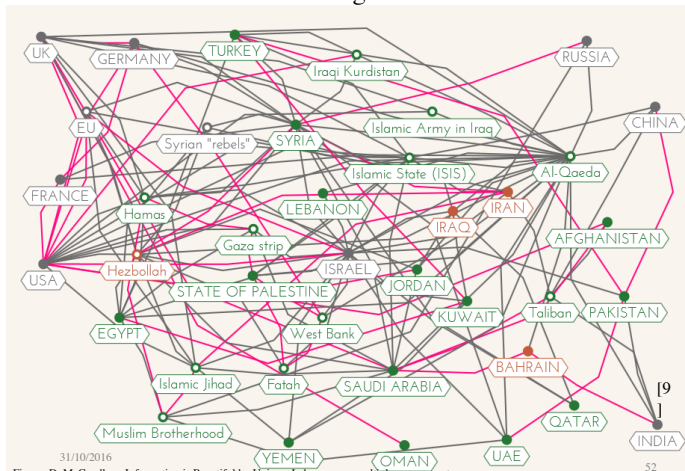 UK
GERMANY
TURKEY
Iraqi Kurdistan
RUSSIA
EU
Syrian "rebels"
SYRIA
Islamic Army in Iraq
CHINA
Islamic State (ISIS)
Al-Qaeda
FRANCE
Hamas
LEBANON
IRAN
IRAQ
Gaza strip
AFGHANISTAN
USA
Hezbollah
ISRAEL
STATE OF PALESTINE
JORDAN
KUWAIT
Taliban
PAKISTAN
EGYPT
West Bank
BAHRAIN
Islamic Jihad
Fatah
SAUDI ARABIA
[9
]
QATAR
INDIA
Muslim Brotherhood
YEMEN
OMAN
UAE
31/10/2016
52